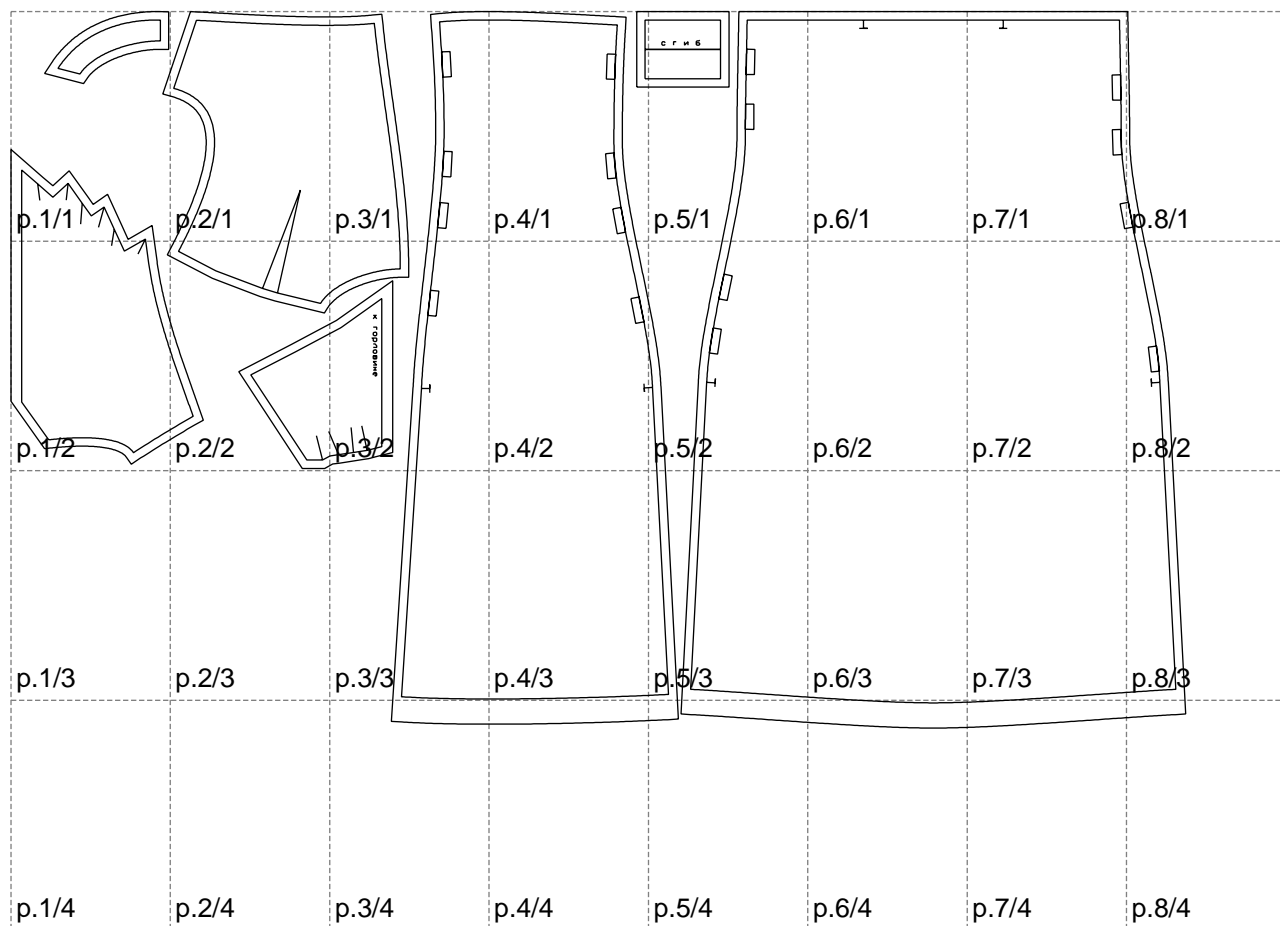 сгиб
p.1/1 p.2/1 p.3/1 p.4/1 p.5/1 p.6/1 p.7/1 p.8/1
к горловине
p.1/2 p.2/2 p.3/2 p.4/2 p.5/2 p.6/2 p.7/2 p.8/2
p.1/3 p.2/3 p.3/3 p.4/3 p.5/3 p.6/3 p.7/3 p.8/3
p.1/4 p.2/4 p.3/4 p.4/4 p.5/4 p.6/4 p.7/4 p.8/4